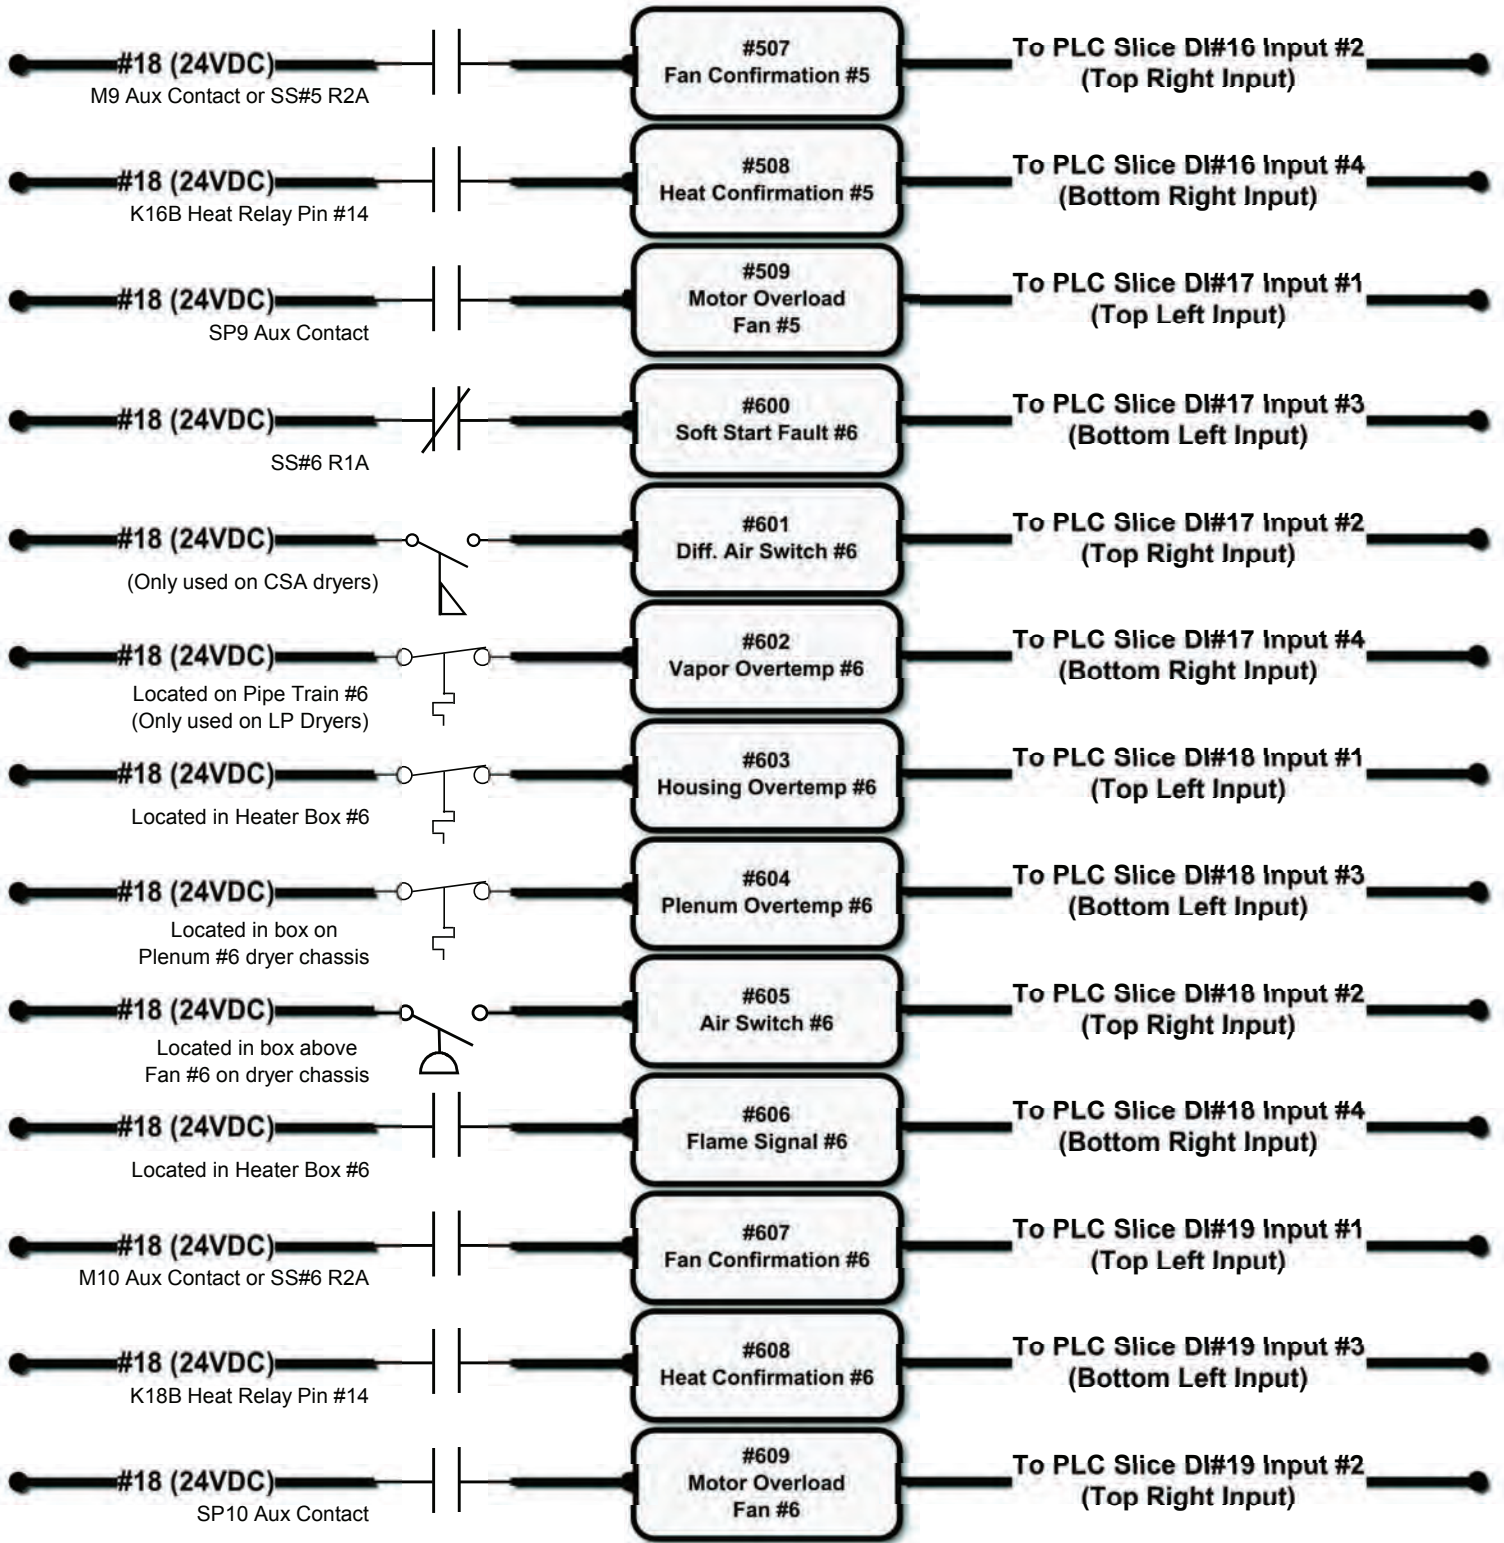 #18 (24VDC)
M9 Aux Contact or SS#5 R2A
#507
Fan Confirmation #5
To PLC Slice DI#16 Input #2
(Top Right Input)
#18 (24VDC)
K16B Heat Relay Pin #14
#508
Heat Confirmation #5
To PLC Slice DI#16 Input #4
(Bottom Right Input)
#18 (24VDC)
SP9 Aux Contact
#509
Motor Overload
Fan #5
To PLC Slice DI#17 Input #1
(Top Left Input)
#18 (24VDC)
SS#6 R1A
#600
Soft Start Fault #6
To PLC Slice DI#17 Input #3
(Bottom Left Input)
#18 (24VDC)
(Only used on CSA dryers)
#601
Diff. Air Switch #6
To PLC Slice DI#17 Input #2
(Top Right Input)
#18 (24VDC)
Located on Pipe Train #6
(Only used on LP Dryers)
#602
Vapor Overtemp #6
To PLC Slice DI#17 Input #4
(Bottom Right Input)
#18 (24VDC)
Located in Heater Box #6
#603
Housing Overtemp #6
To PLC Slice DI#18 Input #1
(Top Left Input)
#18 (24VDC)
Located in box on
Plenum #6 dryer chassis
#604
Plenum Overtemp #6
To PLC Slice DI#18 Input #3
(Bottom Left Input)
#18 (24VDC)
Located in box above
Fan #6 on dryer chassis
#605
Air Switch #6
To PLC Slice DI#18 Input #2
(Top Right Input)
#18 (24VDC)
Located in Heater Box #6
#606
Flame Signal #6
To PLC Slice DI#18 Input #4
(Bottom Right Input)
#18 (24VDC)
M10 Aux Contact or SS#6 R2A
#607
Fan Confirmation #6
To PLC Slice DI#19 Input #1
(Top Left Input)
#18 (24VDC)
K18B Heat Relay Pin #14
#608
Heat Confirmation #6
To PLC Slice DI#19 Input #3
(Bottom Left Input)
#18 (24VDC)
SP10 Aux Contact
#609
Motor Overload
Fan #6
To PLC Slice DI#19 Input #2
(Top Right Input)